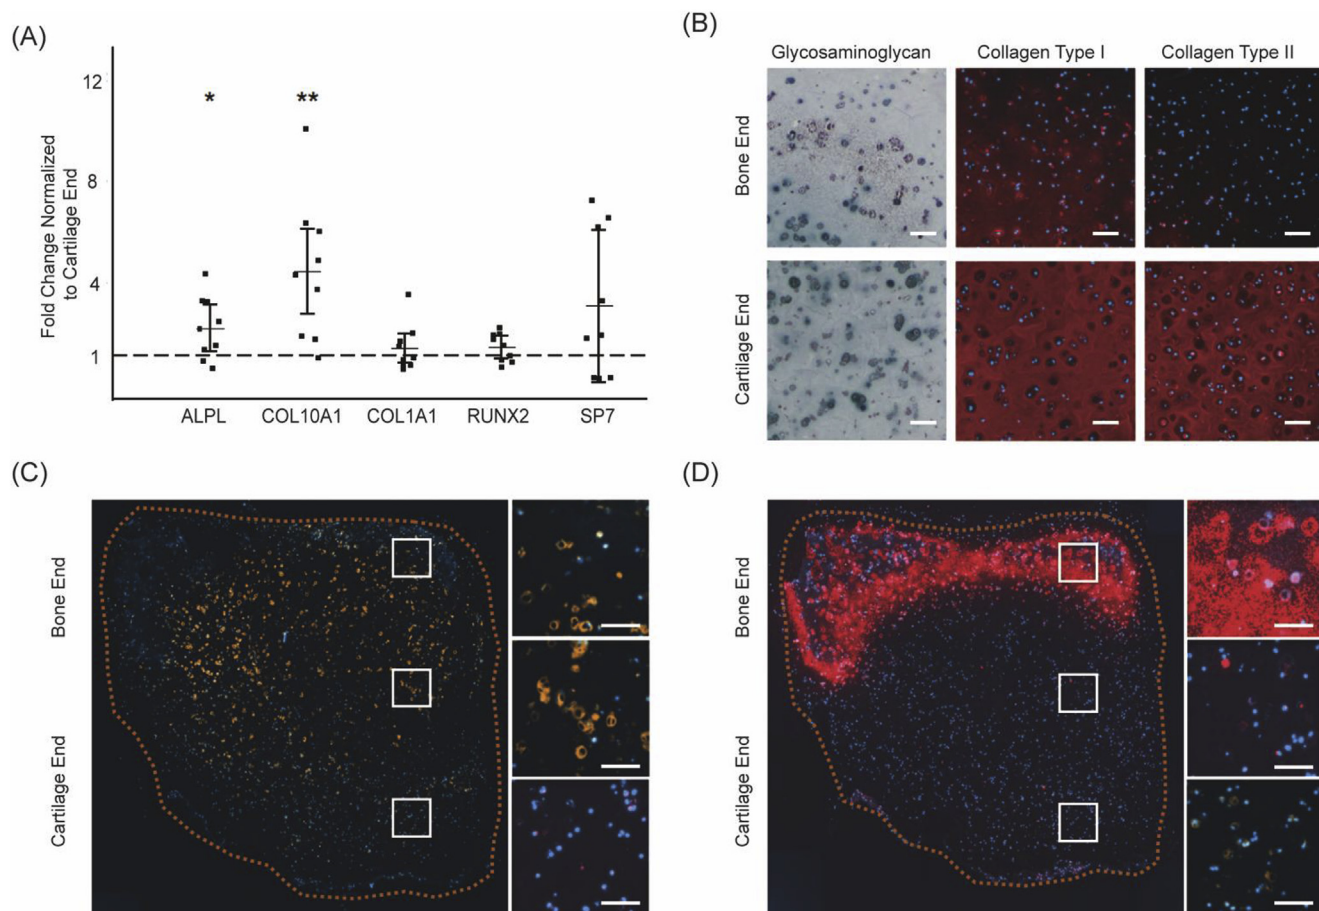 (A)
Fold Change Normalized
to Cartilage End
12
8
4
1
*
**
ALPL COL10A1 COL1A1 RUNX2 SP7
(B)
Glycosaminoglycan Collagen Type I Collagen Type II
Bone End
Cartilage End
(C)
Bone End
Cartilage End
(D)
Bone End
Cartilage End